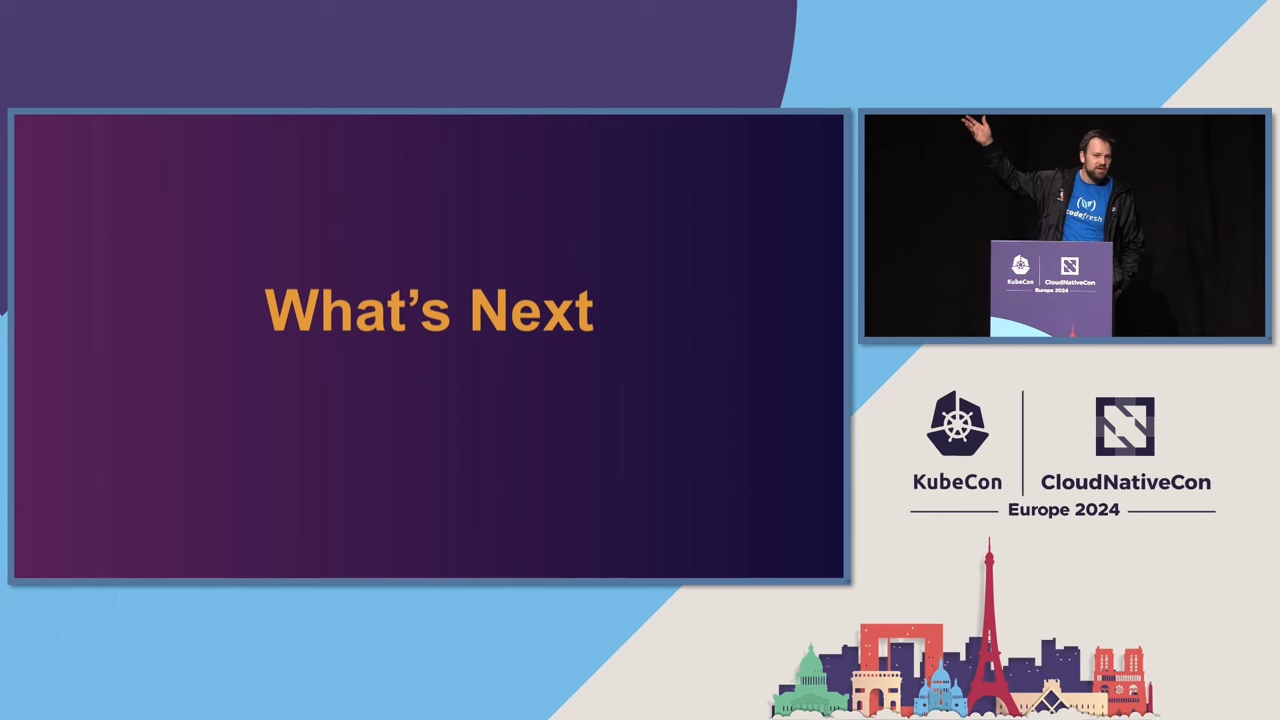 What's Next
codefresh
KubeCon
CloudNativeCon
Europe 2024
KubeCon
CloudNativeCon
Europe 2024